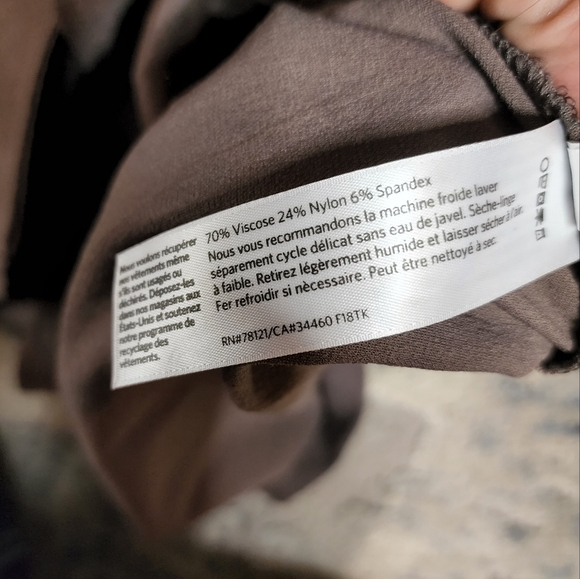 Nous voulons récupérer
nos vêtements même
s'ils sont usagés ou
déchirés. Déposez-les
dans nos magasins aux
États-Unis et soutenez
notre programme de
recyclage des
vêtements.
70% Viscose 24% Nylon 6% Spandex
Nous vous recommandons la machine froide laver
séparement cycle délicat sans eau de javel. Sèche-linge
à faible. Retirez légèrement humide et laisser sécher à l'air.
Fer refroidir si nècessaire. Peut être nettoyé à sec.
RN#78121/CA#34460 F18TK